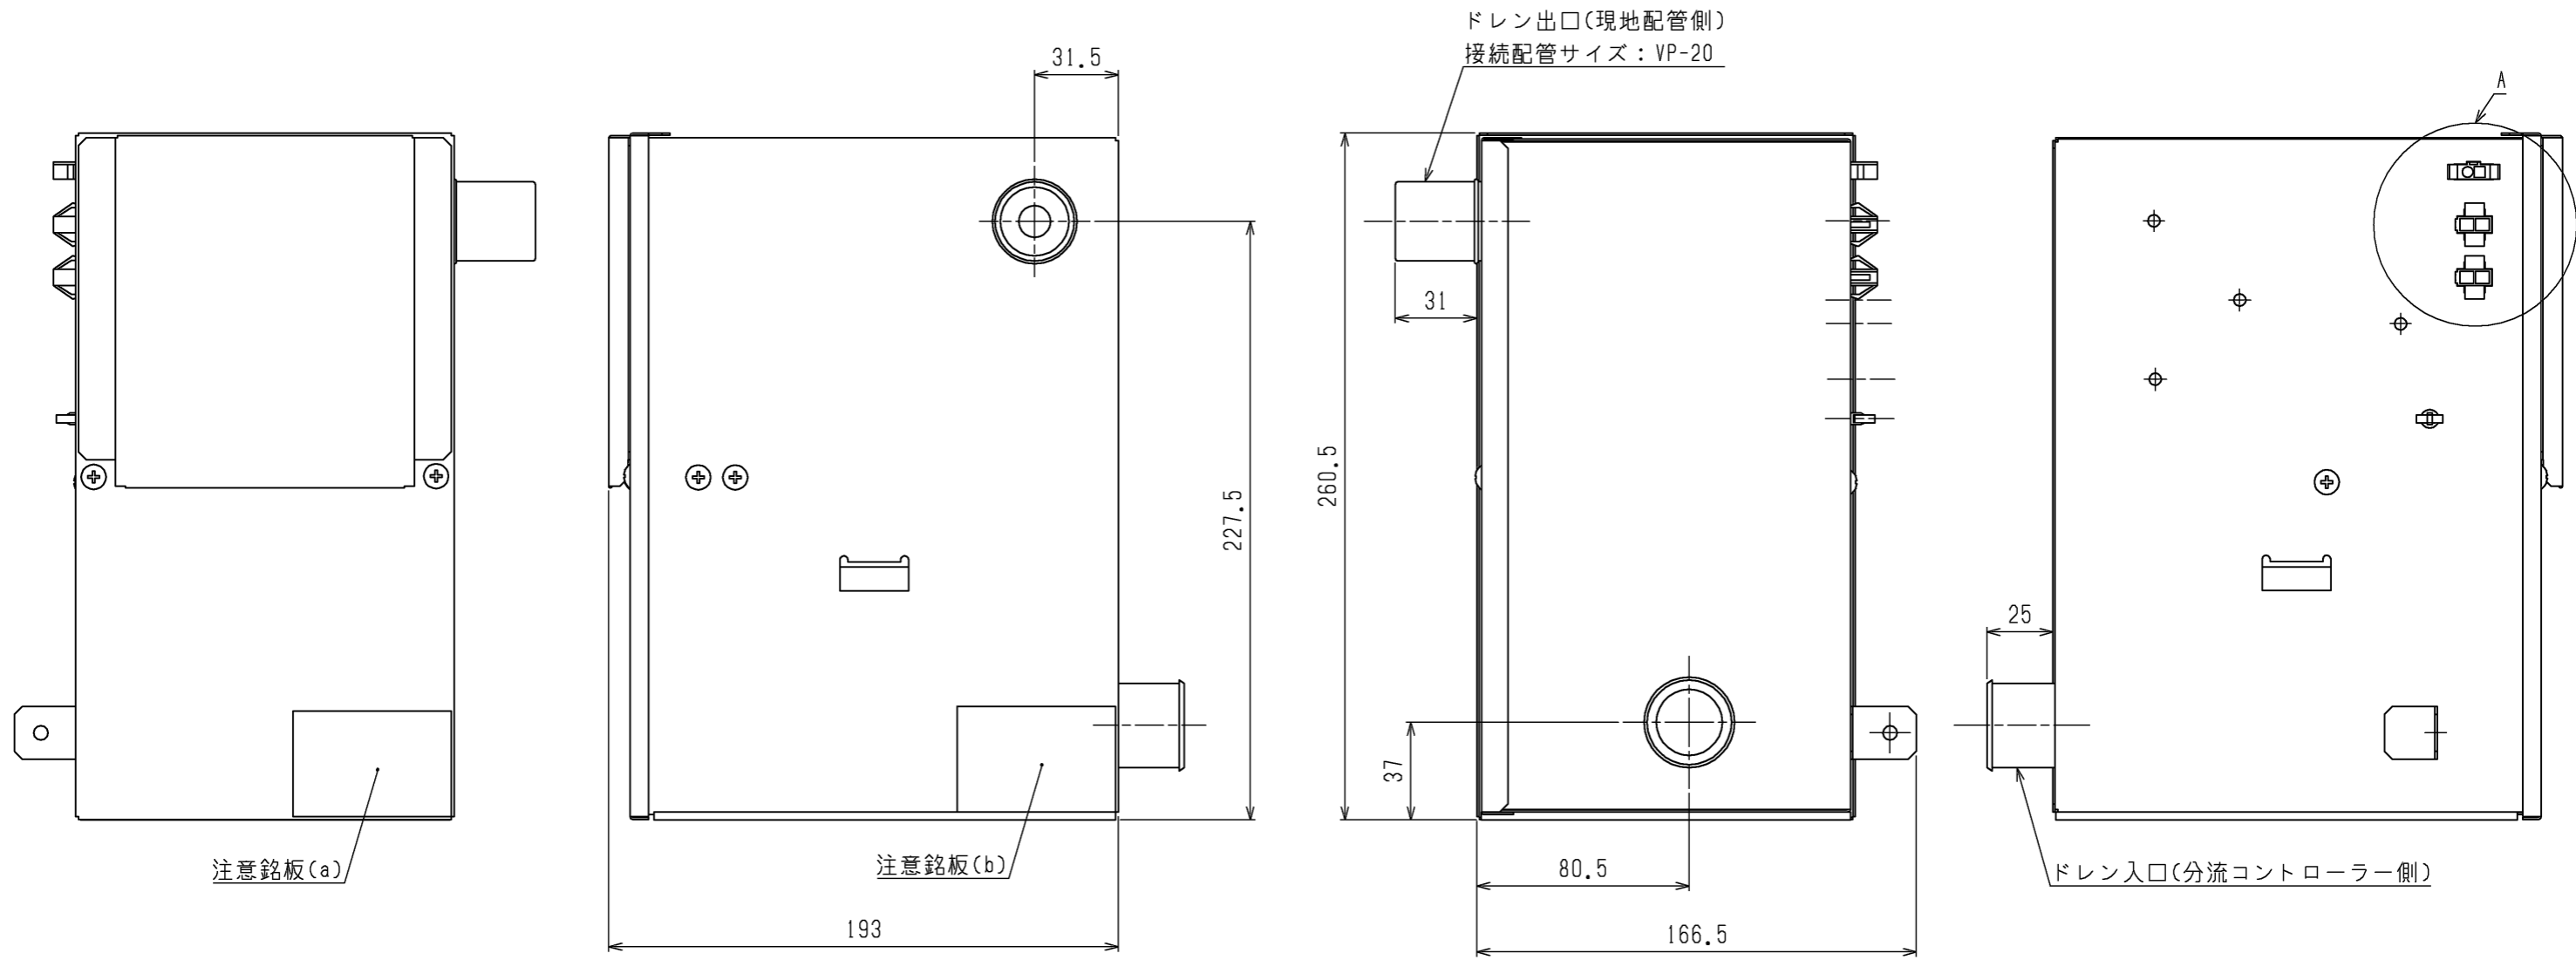 ドレン出口(現地配管側)
接続配管サイズ：VP-20
31.5
A
31
260.5
227.5
25
37
注意銘板(a)
注意銘板(b)
80.5
ドレン入口(分流コントローラー側)
193
166.5